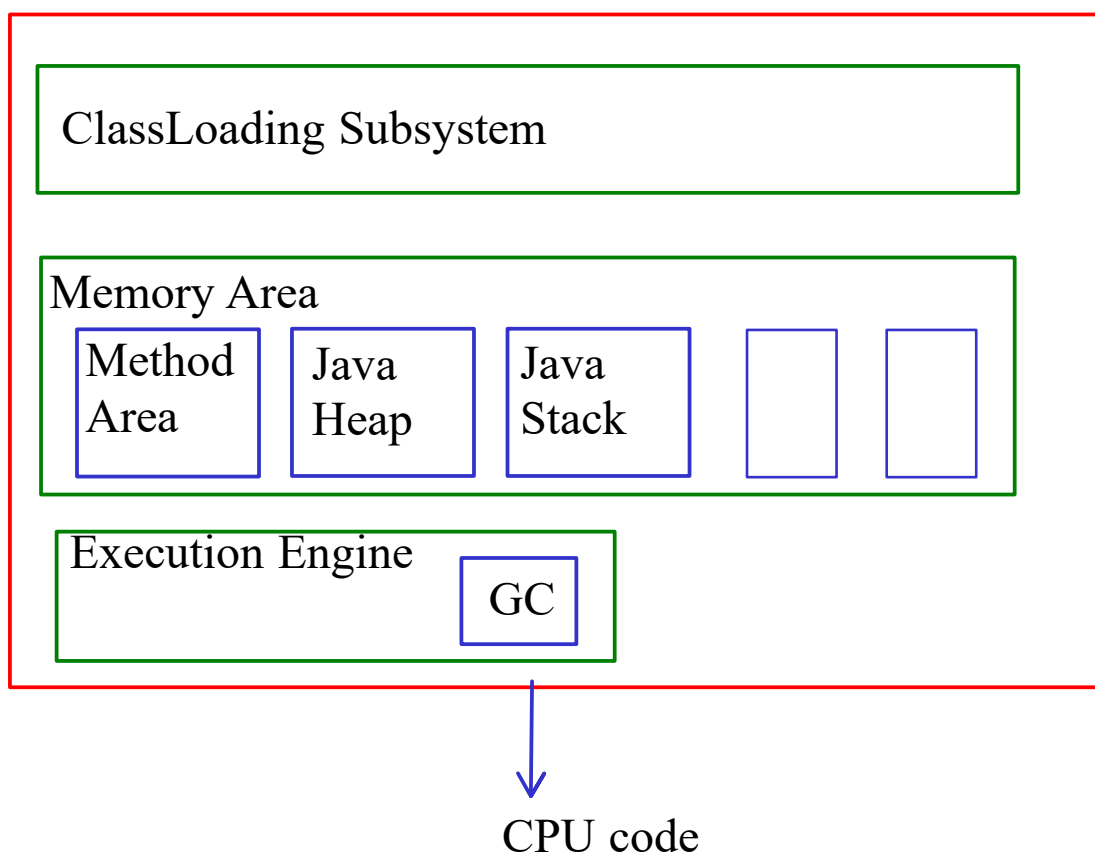 ClassLoading Subsystem
Memory Area
Method
Area
Java
Heap
Java
Stack
Execution Engine
GC
CPU code